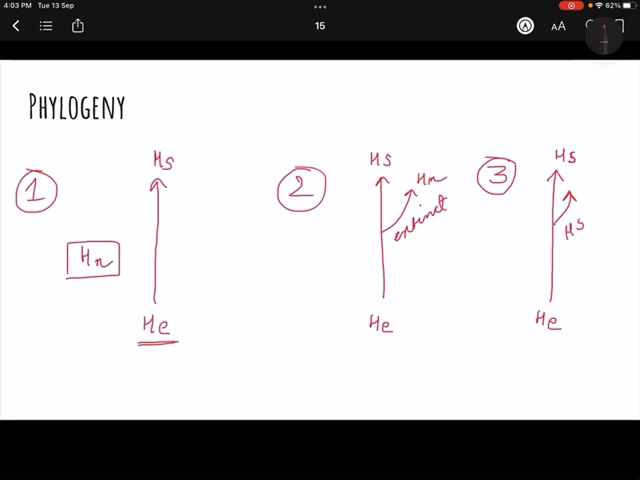 4:03 PM Tue 13 Sep
62%
15
AA
PHYLOGENY
1
Hs
Hn
He
2
Hs
Hn
extinct
He
3
Hs
Hs
He